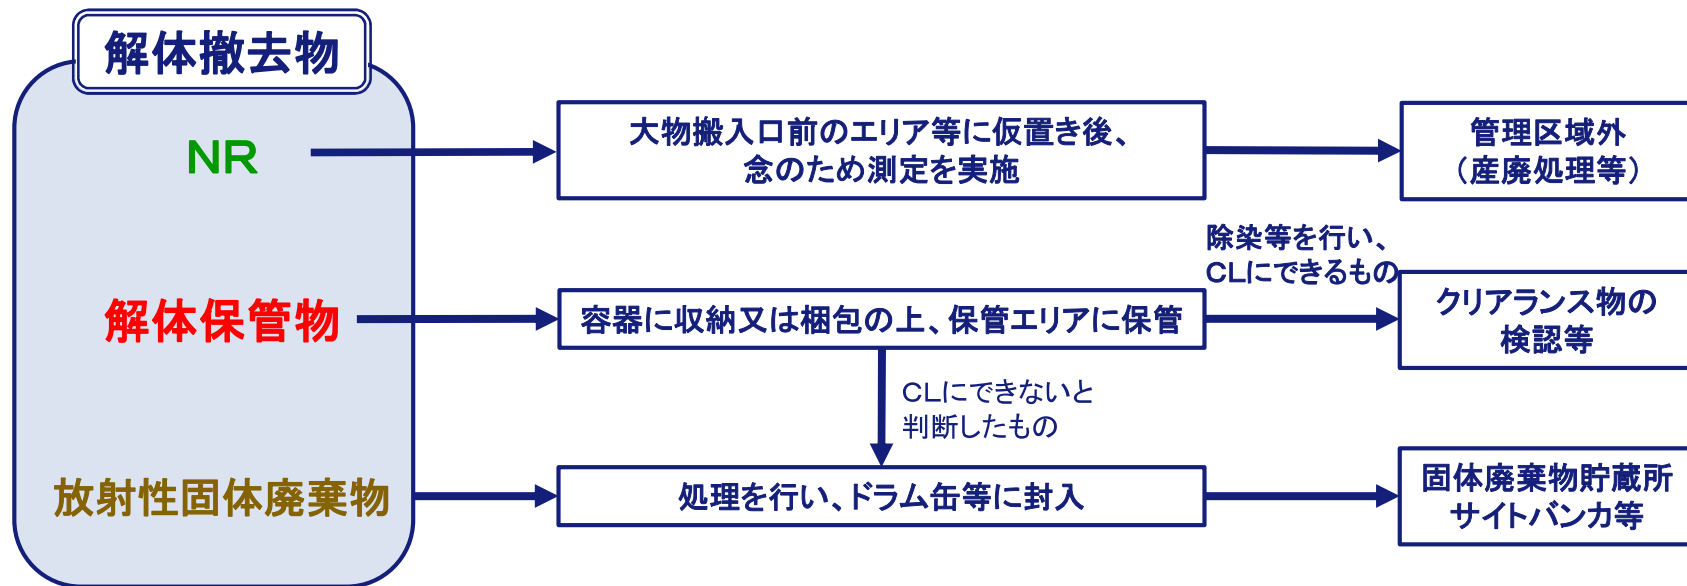 解体撤去物
NR
大物搬入口前のエリア等に仮置き後、
念のため測定を実施
管理区域外
（産廃処理等）
除染等を行い、
CLにできるもの
解体保管物
容器に収納又は梱包の上、保管エリアに保管
クリアランス物の
検認等
CLにできないと
判断したもの
放射性固体廃棄物
処理を行い、ドラム缶等に封入
固体廃棄物貯蔵所
サイトバンカ等